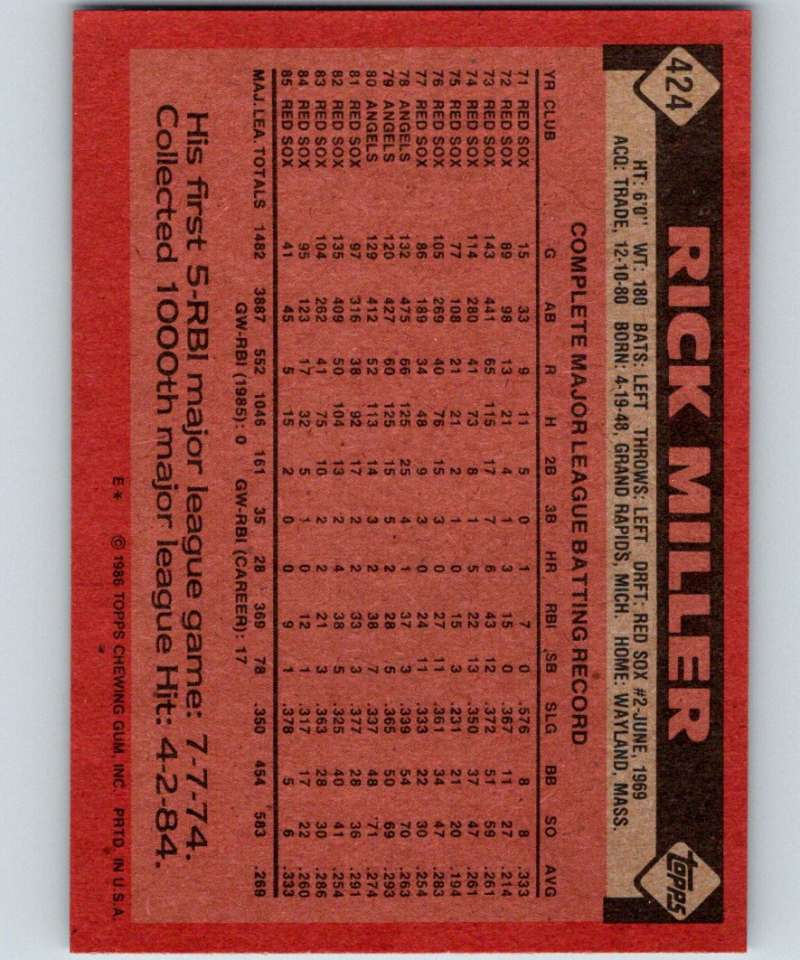 424
RICK MILLER
topps
HT: 6'0" WT: 180 BATS: LEFT THROWS: LEFT DRFT: RED SOX #2-JUNE, 1969
ACQ: TRADE, 12-10-80 BORN: 4-19-48, GRAND RAPIDS, MICH. HOME: WAYLAND, MASS.
COMPLETE MAJOR LEAGUE BATTING RECORD
YR CLUB G AB R H 2B 3B HR RBI SB SLG BB SO AVG
71 RED SOX 15 33 9 11 5 0 1 7 0 .576 8 8 .333
72 RED SOX 89 98 13 21 4 1 3 15 0 .367 11 27 .214
73 RED SOX 143 441 65 115 17 7 6 43 12 .372 51 59 .261
74 RED SOX 114 280 41 73 8 1 5 22 13 .350 37 47 .261
75 RED SOX 77 108 21 21 2 1 0 15 3 .231 21 20 .194
76 RED SOX 105 269 40 76 15 3 0 27 11 .361 34 47 .283
77 RED SOX 86 189 34 48 9 3 0 24 11 .333 22 30 .254
78 ANGELS 132 475 66 125 25 4 1 37 3 .339 54 70 .263
79 ANGELS 120 427 60 125 15 5 2 28 5 .365 50 69 .293
80 ANGELS 129 412 52 113 14 3 2 38 7 .337 48 71 .274
81 RED SOX 97 316 38 92 17 2 2 33 3 .377 28 36 .291
82 RED SOX 135 409 50 104 13 2 4 38 5 .325 40 41 .254
83 RED SOX 104 262 41 75 10 2 2 21 3 .363 28 30 .286
84 RED SOX 95 123 17 32 5 1 0 12 1 .317 17 22 .260
85 RED SOX 41 45 5 15 2 0 0 9 1 .378 5 6 .333
MAJ. LEA. TOTALS 1482 3887 552 1046 161 35 28 369 78 .350 454 583 .269
GW-RBI (1985): 0 GW-RBI (CAREER): 17
His first 5-RBI major league game: 7-7-74.
Collected 1000th major league Hit: 4-2-84.
E* © 1986 TOPPS CHEWING GUM, INC. PRTD. IN U.S.A.